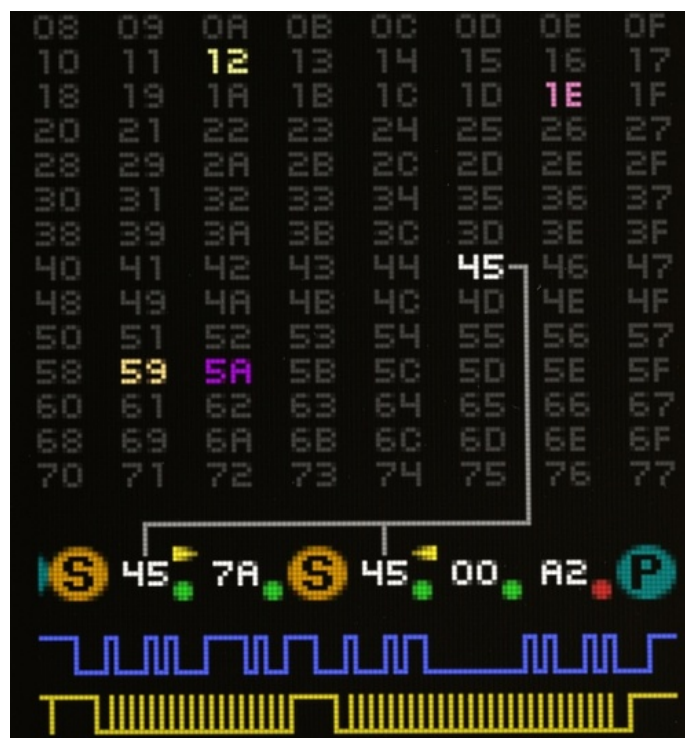 08 09 0A 0B 0C 0D 0E 0F
10 11 12 13 14 15 16 17
18 19 1A 1B 1C 1D 1E 1F
20 21 22 23 24 25 26 27
28 29 2A 2B 2C 2D 2E 2F
30 31 32 33 34 35 36 37
38 39 3A 3B 3C 3D 3E 3F
40 41 42 43 44 45 46 47
48 49 4A 4B 4C 4D 4E 4F
50 51 52 53 54 55 56 57
58 59 5A 5B 5C 5D 5E 5F
60 61 62 63 64 65 66 67
68 69 6A 6B 6C 6D 6E 6F
70 71 72 73 74 75 76 77
S 45 7A S 45 00 A2 P